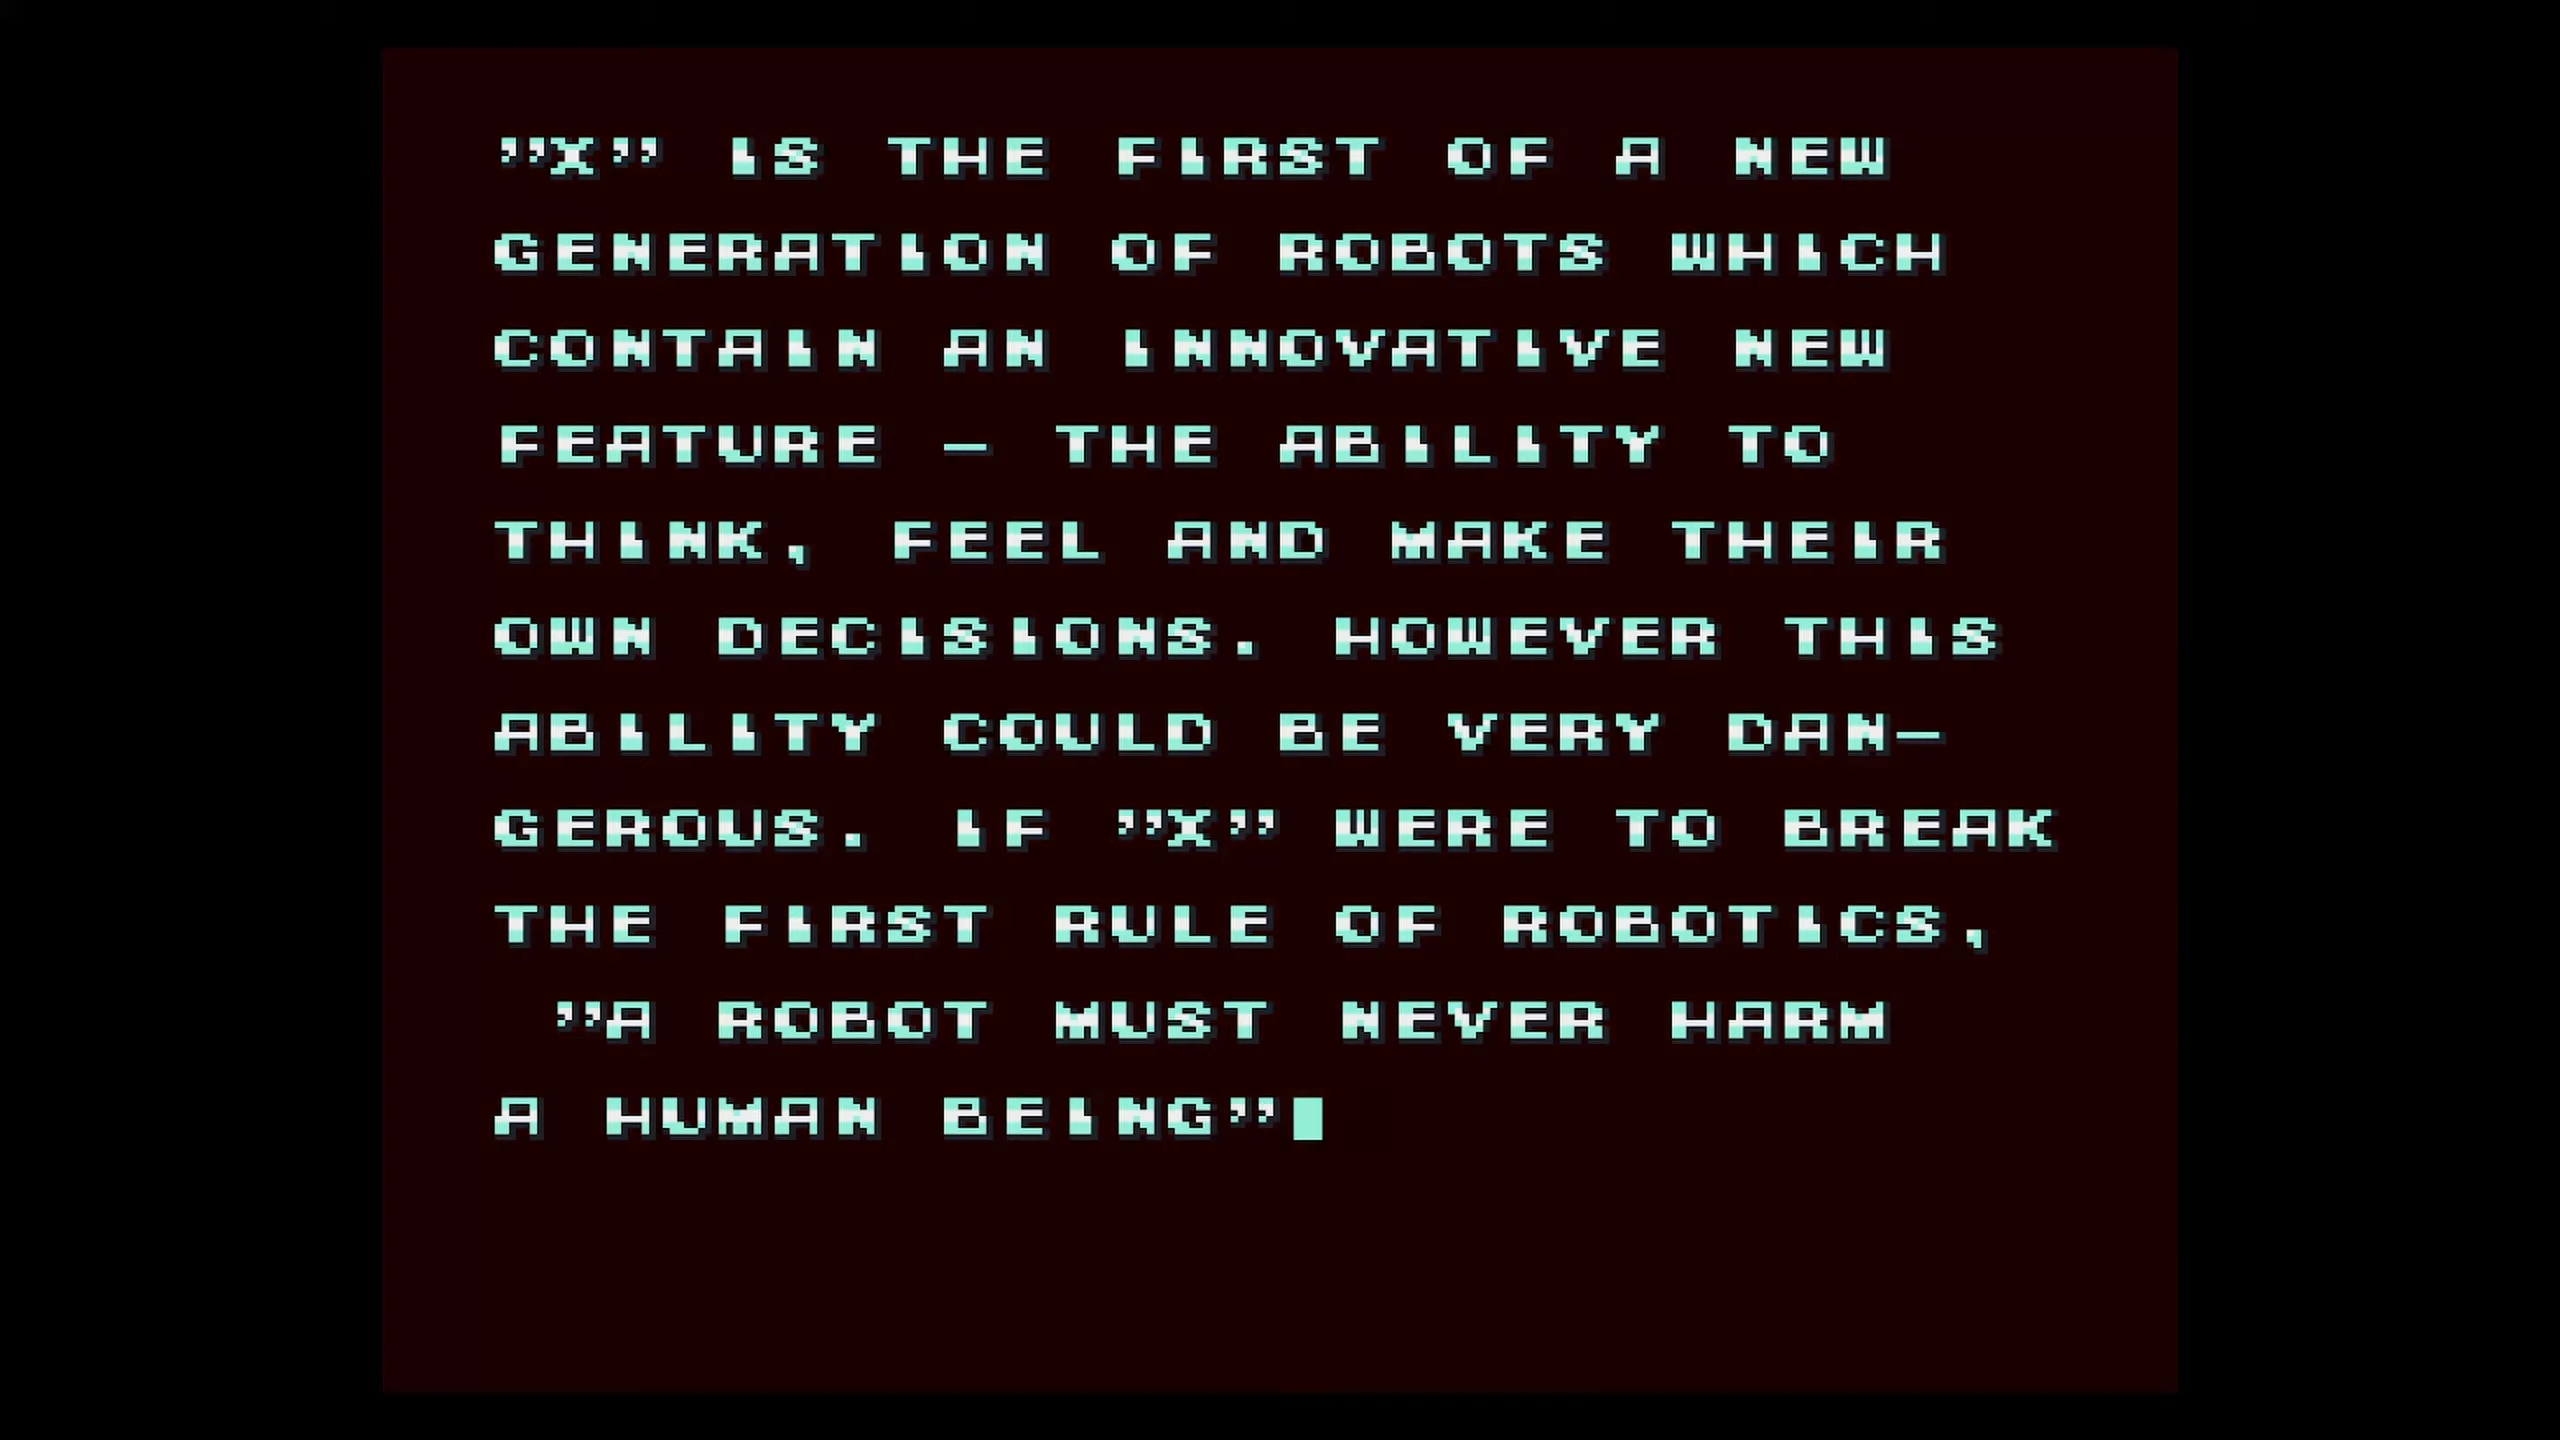 ”X” IS THE FIRST OF A NEW
GENERATION OF ROBOTS WHICH
CONTAIN AN INNOVATIVE NEW
FEATURE – THE ABILITY TO
THINK, FEEL AND MAKE THEIR
OWN DECISIONS. HOWEVER THIS
ABILITY COULD BE VERY DAN–
GEROUS. IF ”X” WERE TO BREAK
THE FIRST RULE OF ROBOTICS,
”A ROBOT MUST NEVER HARM
A HUMAN BEING”